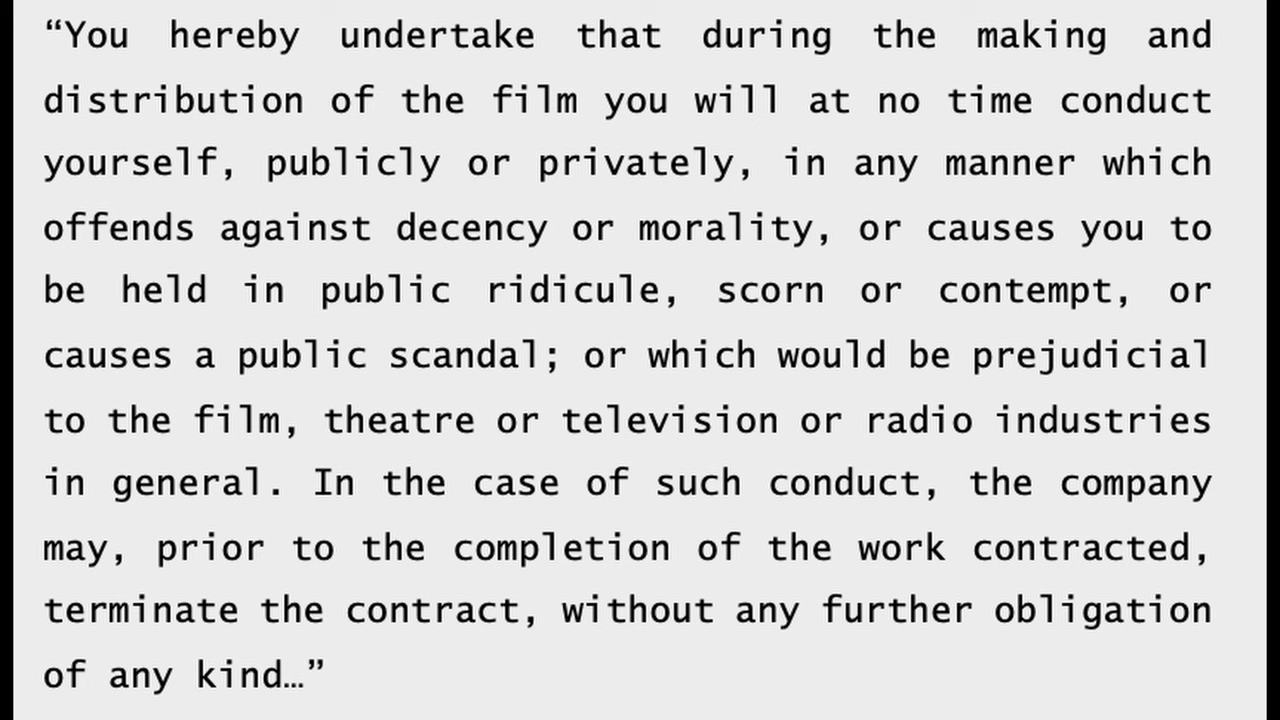 “You hereby undertake that during the making and
distribution of the film you will at no time conduct
yourself, publicly or privately, in any manner which
offends against decency or morality, or causes you to
be held in public ridicule, scorn or contempt, or
causes a public scandal; or which would be prejudicial
to the film, theatre or television or radio industries
in general. In the case of such conduct, the company
may, prior to the completion of the work contracted,
terminate the contract, without any further obligation
of any kind…”